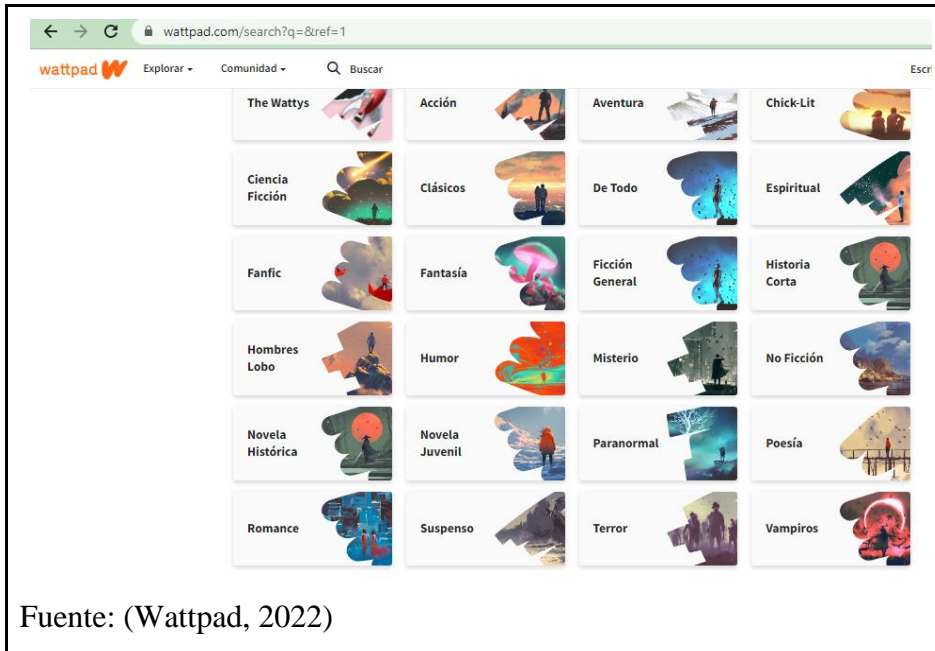 wattpad.com/search?q=&ref=1
wattpad Explorar Comunidad Buscar Escri
The Wattys Acción Aventura Chick-Lit
Ciencia Ficción Clásicos De Todo Espiritual
Fanfic Fantasía Ficción General Historia Corta
Hombres Lobo Humor Misterio No Ficción
Novela Histórica Novela Juvenil Paranormal Poesía
Romance Suspenso Terror Vampiros
Fuente: (Wattpad, 2022)